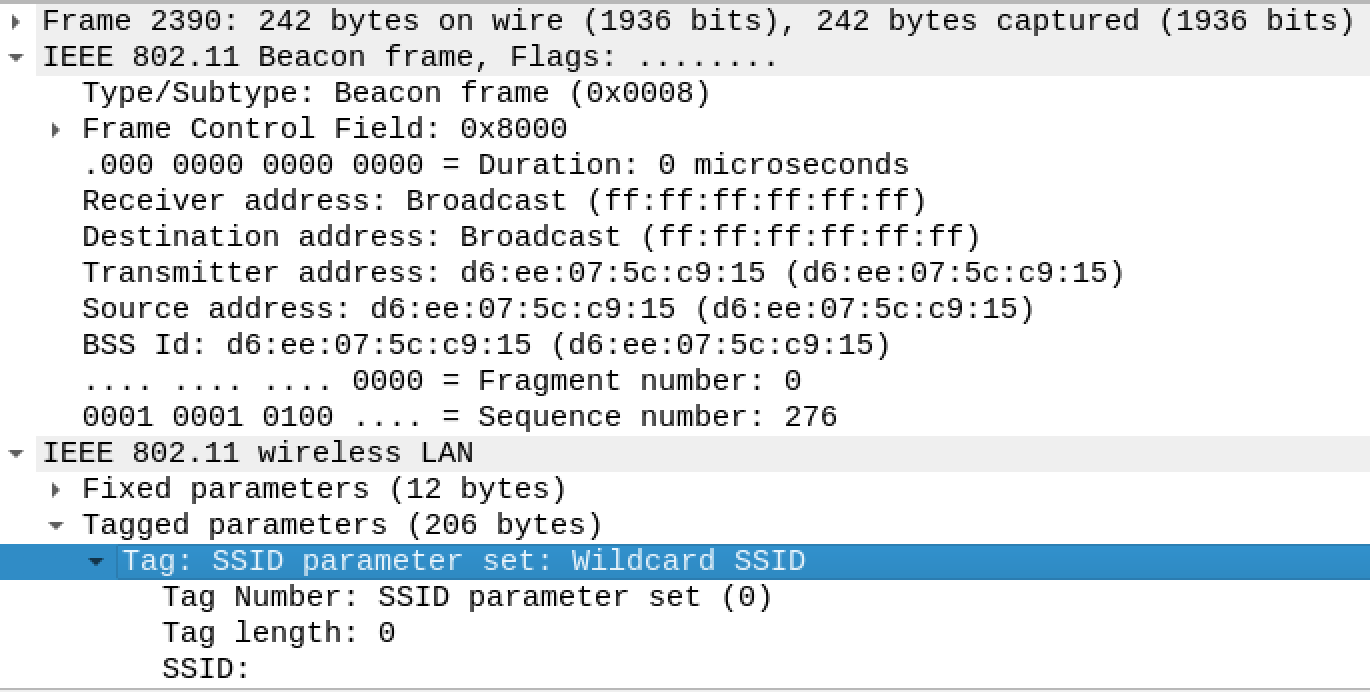 Frame 2390: 242 bytes on wire (1936 bits), 242 bytes captured (1936 bits)
IEEE 802.11 Beacon frame, Flags: ........
Type/Subtype: Beacon frame (0x0008)
Frame Control Field: 0x8000
.000 0000 0000 0000 = Duration: 0 microseconds
Receiver address: Broadcast (ff:ff:ff:ff:ff:ff)
Destination address: Broadcast (ff:ff:ff:ff:ff:ff)
Transmitter address: d6:ee:07:5c:c9:15 (d6:ee:07:5c:c9:15)
Source address: d6:ee:07:5c:c9:15 (d6:ee:07:5c:c9:15)
BSS Id: d6:ee:07:5c:c9:15 (d6:ee:07:5c:c9:15)
.... .... .... 0000 = Fragment number: 0
0001 0001 0100 .... = Sequence number: 276
IEEE 802.11 wireless LAN
Fixed parameters (12 bytes)
Tagged parameters (206 bytes)
Tag: SSID parameter set: Wildcard SSID
Tag Number: SSID parameter set (0)
Tag length: 0
SSID: